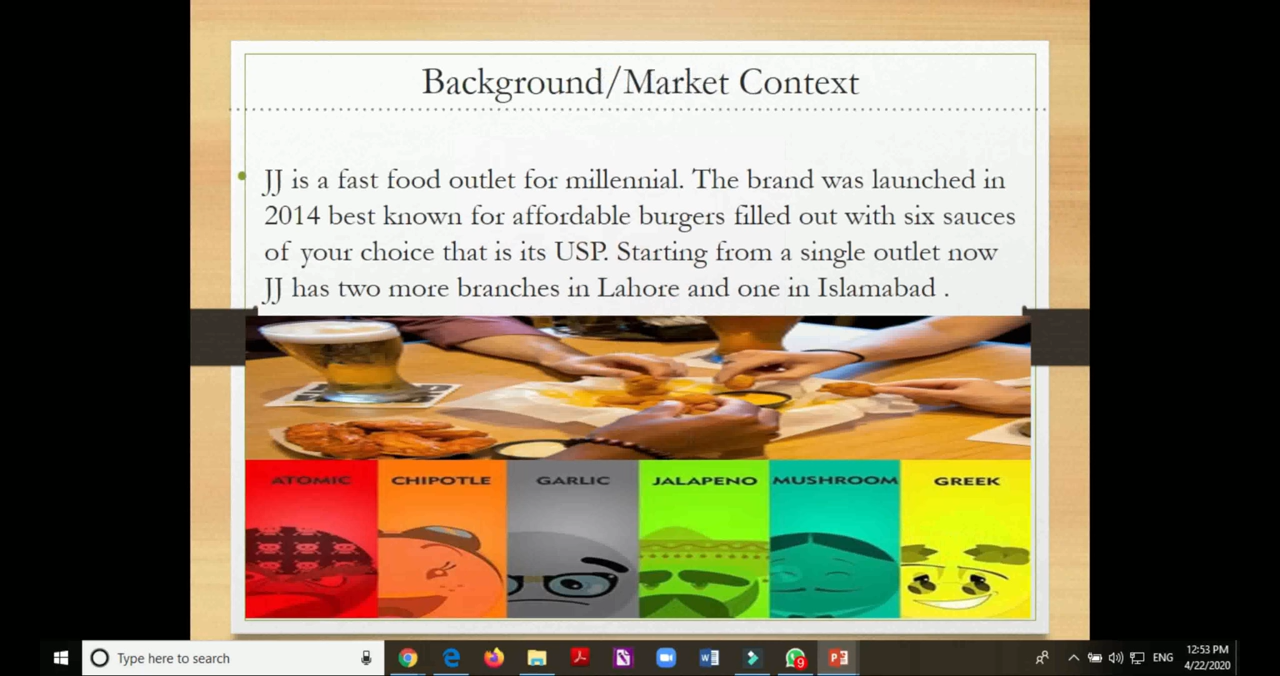 Background/Market Context
JJ is a fast food outlet for millennial. The brand was launched in
2014 best known for affordable burgers filled out with six sauces
of your choice that is its USP. Starting from a single outlet now
JJ has two more branches in Lahore and one in Islamabad .
ATOMIC CHIPOTLE GARLIC JALAPENO MUSHROOM GREEK
Type here to search
9
ENG
12:53 PM
4/22/2020